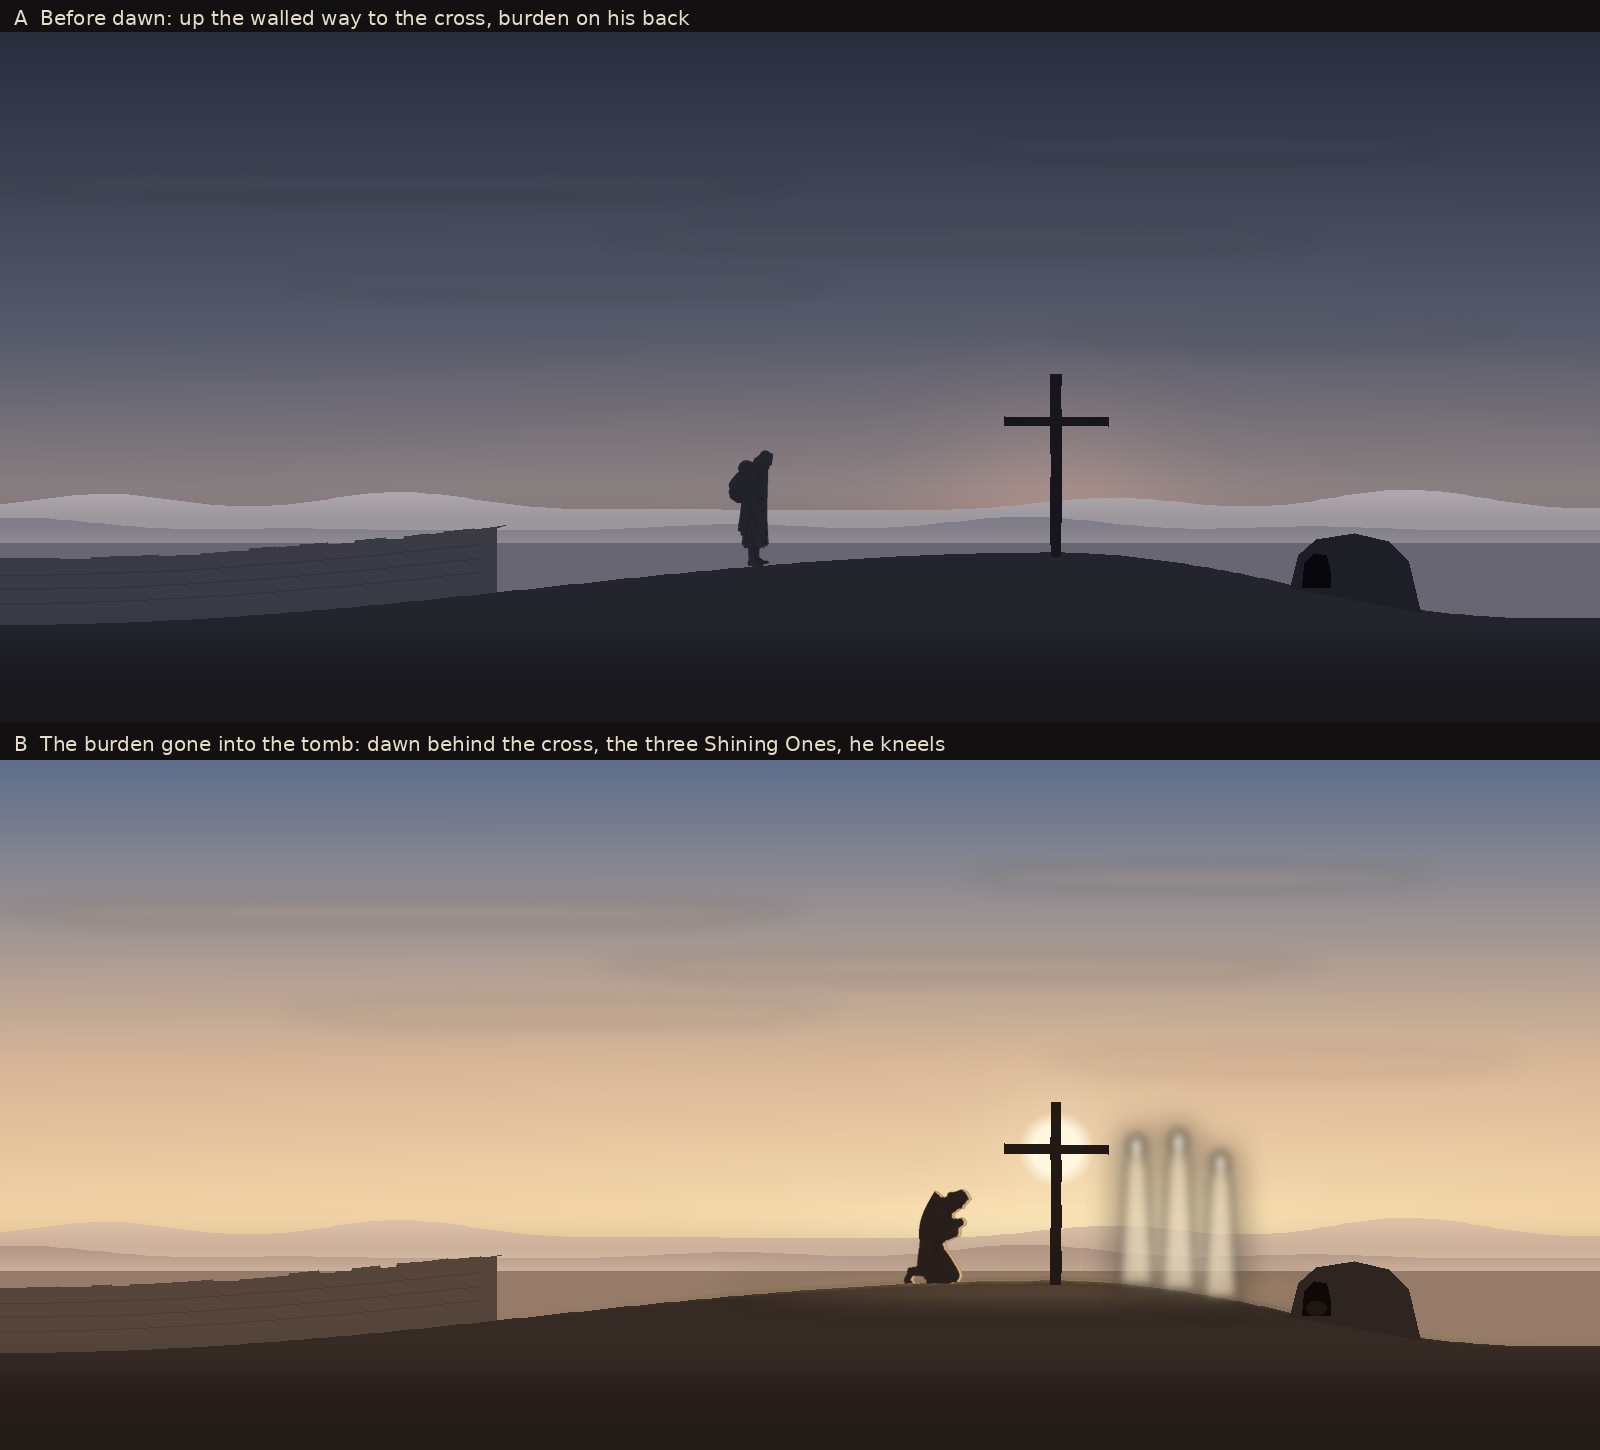 A Before dawn: up the walled way to the cross, burden on his back
B The burden gone into the tomb: dawn behind the cross, the three Shining Ones, he kneels